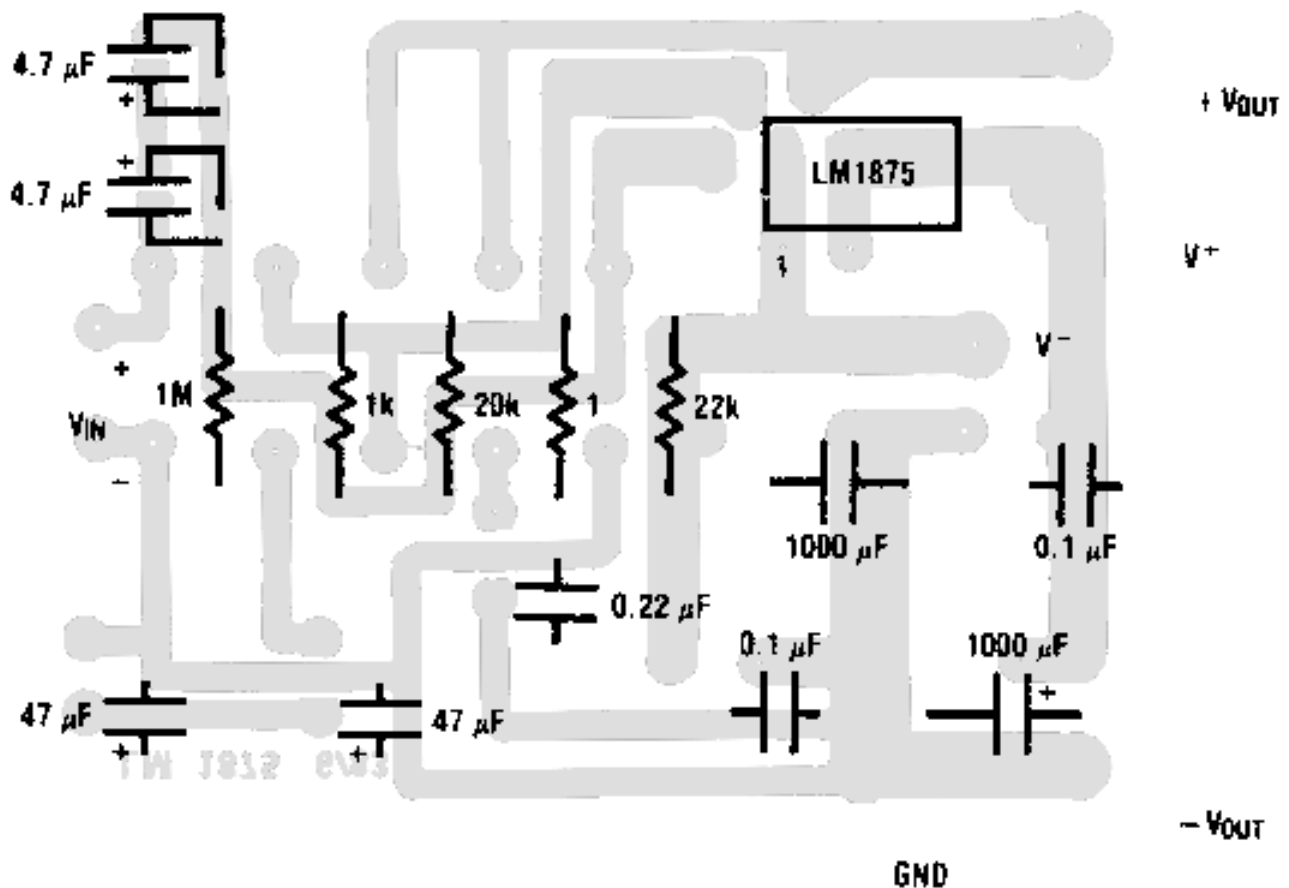 4.7 µF
+
+ VOUT
+
4.7 µF
LM1875
V+
1
V−
+
1M
1k
20k
1
22k
VIN
−
1000 µF
0.1 µF
0.22 µF
0.1 µF
1000 µF
+
47 µF
+
47 µF
+
− VOUT
GND